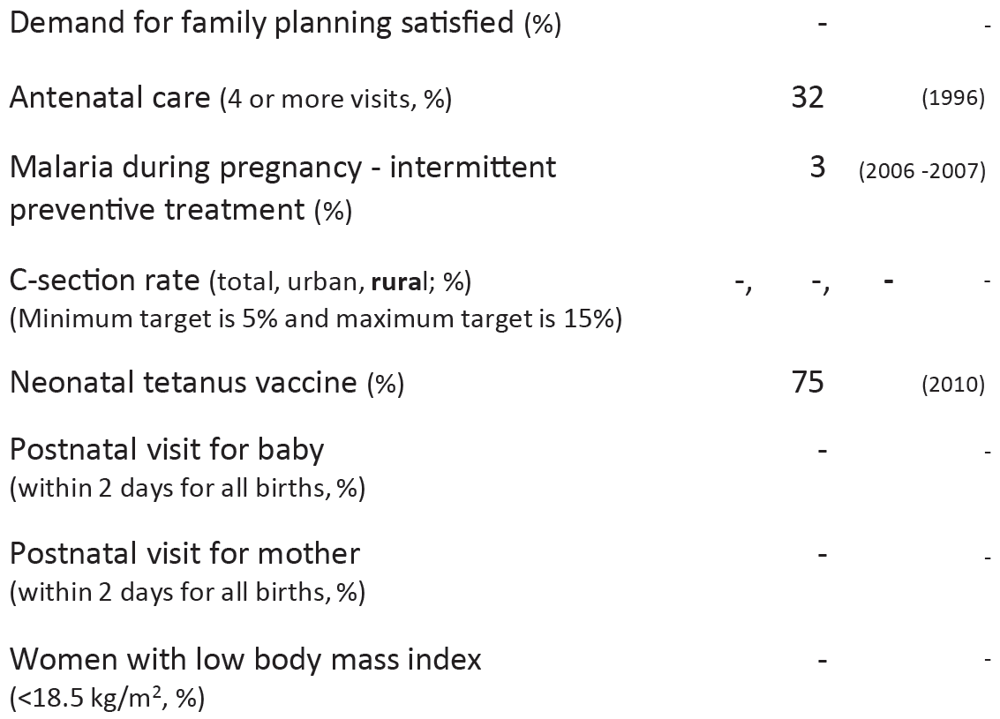 Demand for family planning satisfied (%) - -
Antenatal care (4 or more visits, %) 32 (1996)
Malaria during pregnancy - intermittent 3 (2006 -2007)
preventive treatment (%)
C-section rate (total, urban, rural; %) -, -, - -
(Minimum target is 5% and maximum target is 15%)
Neonatal tetanus vaccine (%) 75 (2010)
Postnatal visit for baby - -
(within 2 days for all births, %)
Postnatal visit for mother - -
(within 2 days for all births, %)
Women with low body mass index - -
(<18.5 kg/m², %)